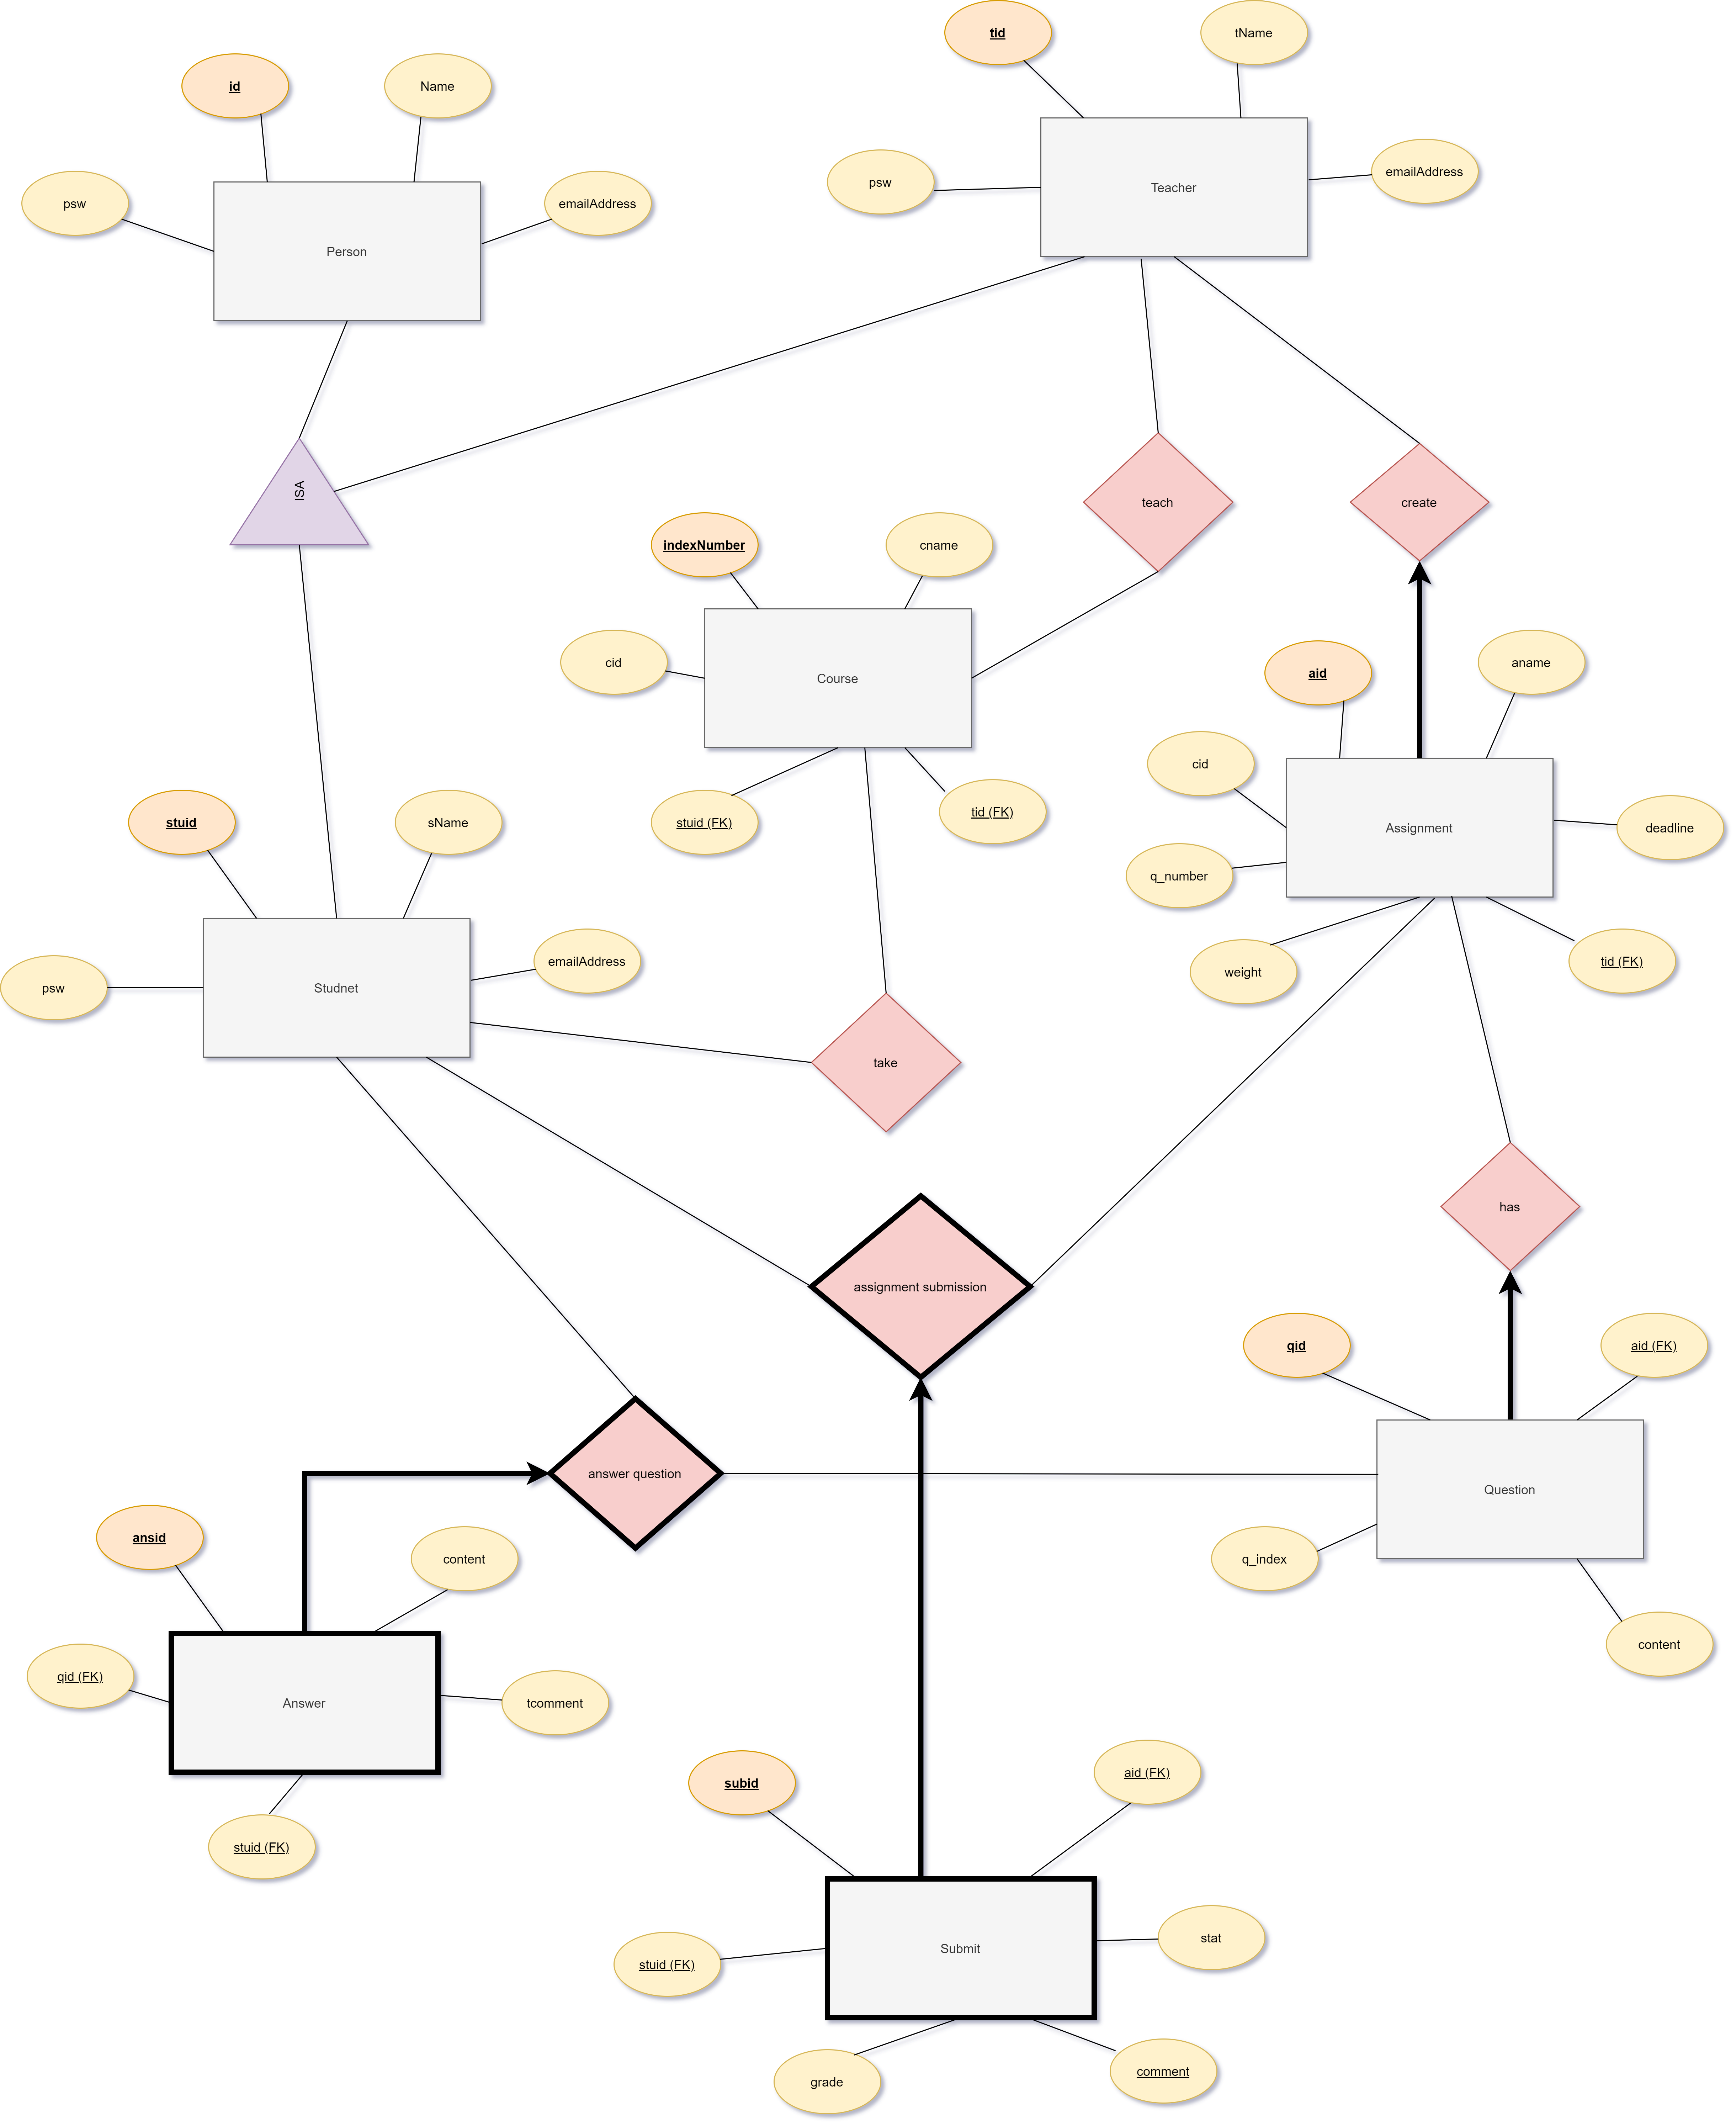 tid
tName
id
Name
psw
emailAddress
psw
emailAddress
Teacher
Person
ISA
teach
create
indexNumber
cname
cid
Course
aid
aname
cid
stuid (FK)
tid (FK)
Assignment
deadline
q_number
stuid
sName
weight
tid (FK)
psw
Studnet
emailAddress
take
has
assignment submission
qid
aid (FK)
answer question
Question
q_index
content
ansid
content
qid (FK)
Answer
tcomment
stuid (FK)
subid
aid (FK)
stuid (FK)
Submit
stat
grade
comment